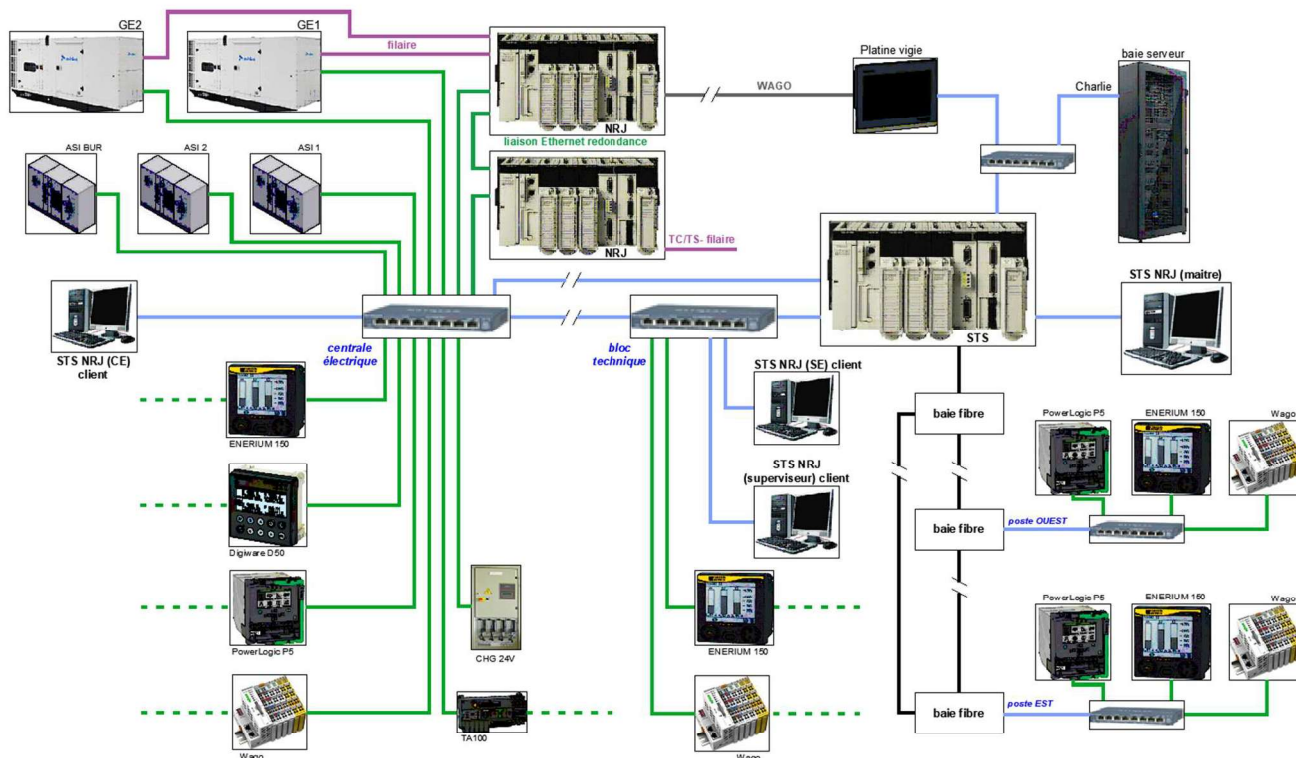 GE2
GE1
filaire
NRJ
liaison Ethernet redondance
NRJ
TC/TS- filaire
WAGO
Platine vigie
Charlie
baie serveur
ASI BUR
ASI 2
ASI 1
STS NRJ (CE)
client
centrale
électrique
bloc
technique
STS
STS NRJ (maitre)
STS NRJ (SE) client
STS NRJ
(superviseur) client
baie fibre
baie fibre
baie fibre
poste OUEST
poste EST
PowerLogic P5
ENERIUM 150
Wago
PowerLogic P5
ENERIUM 150
Wago
ENERIUM 150
Digiware D50
PowerLogic P5
Wago
CHG 24V
TA100
ENERIUM 150
Wago